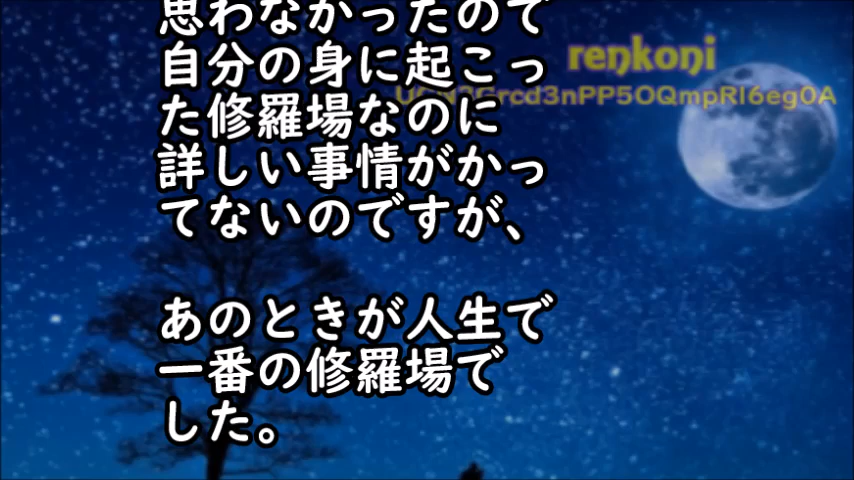 思わなかったので
自分の身に起こっ
た修羅場なのに
詳しい事情がかっ
てないのですが、
あのときが人生で
一番の修羅場で
した。
renkoni